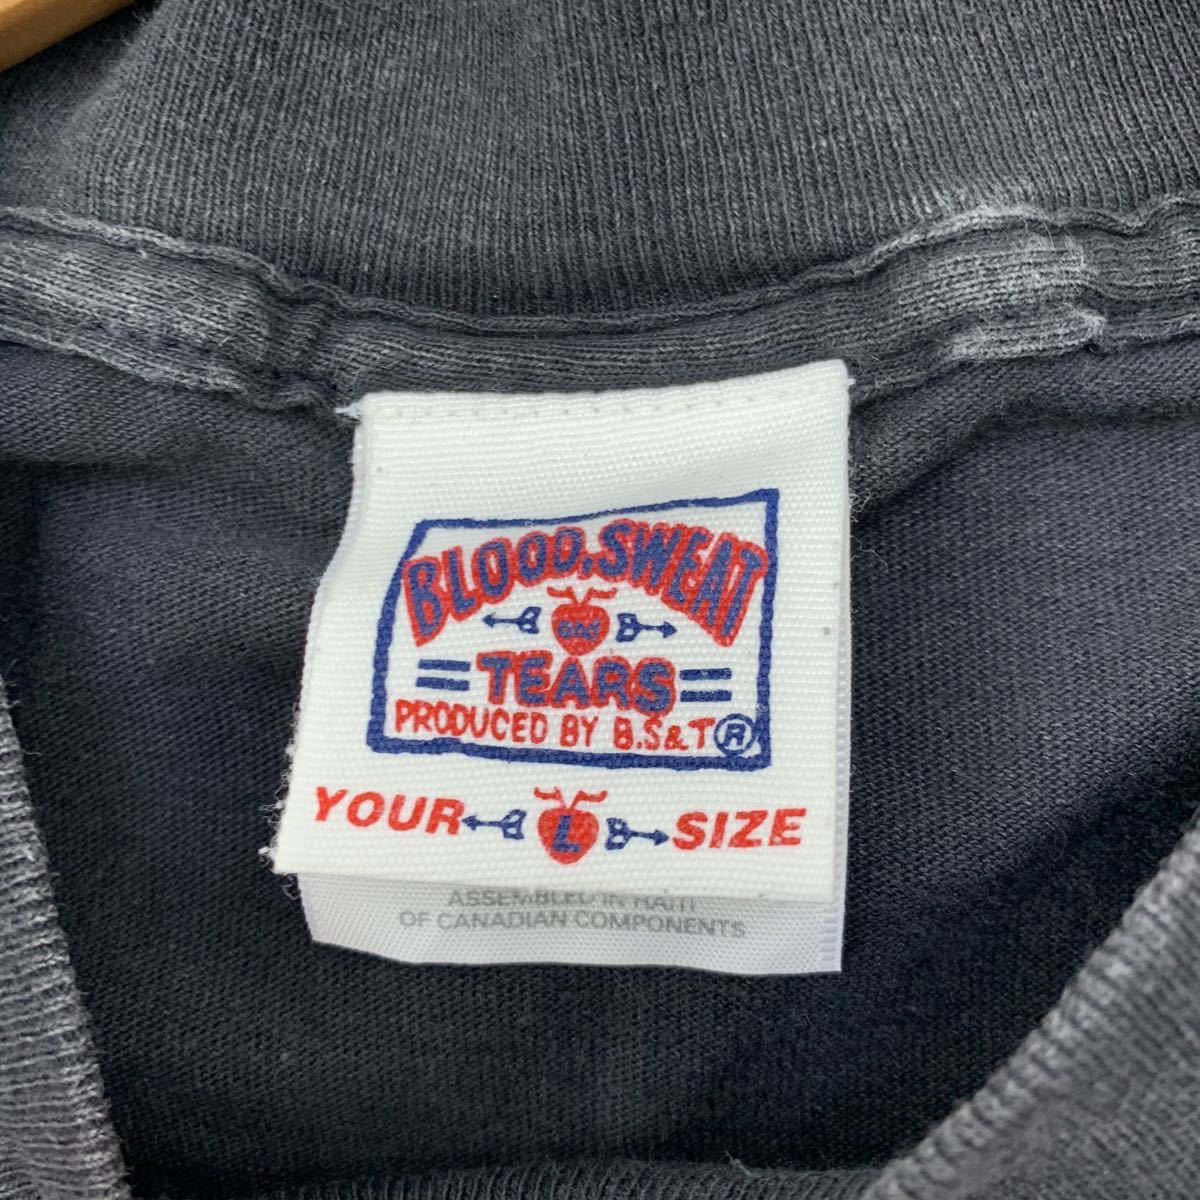 BLOOD, SWEAT
and
TEARS
PRODUCED BY B.S&T®
YOUR L SIZE
ASSEMBLED IN HAITI
OF CANADIAN COMPONENTS